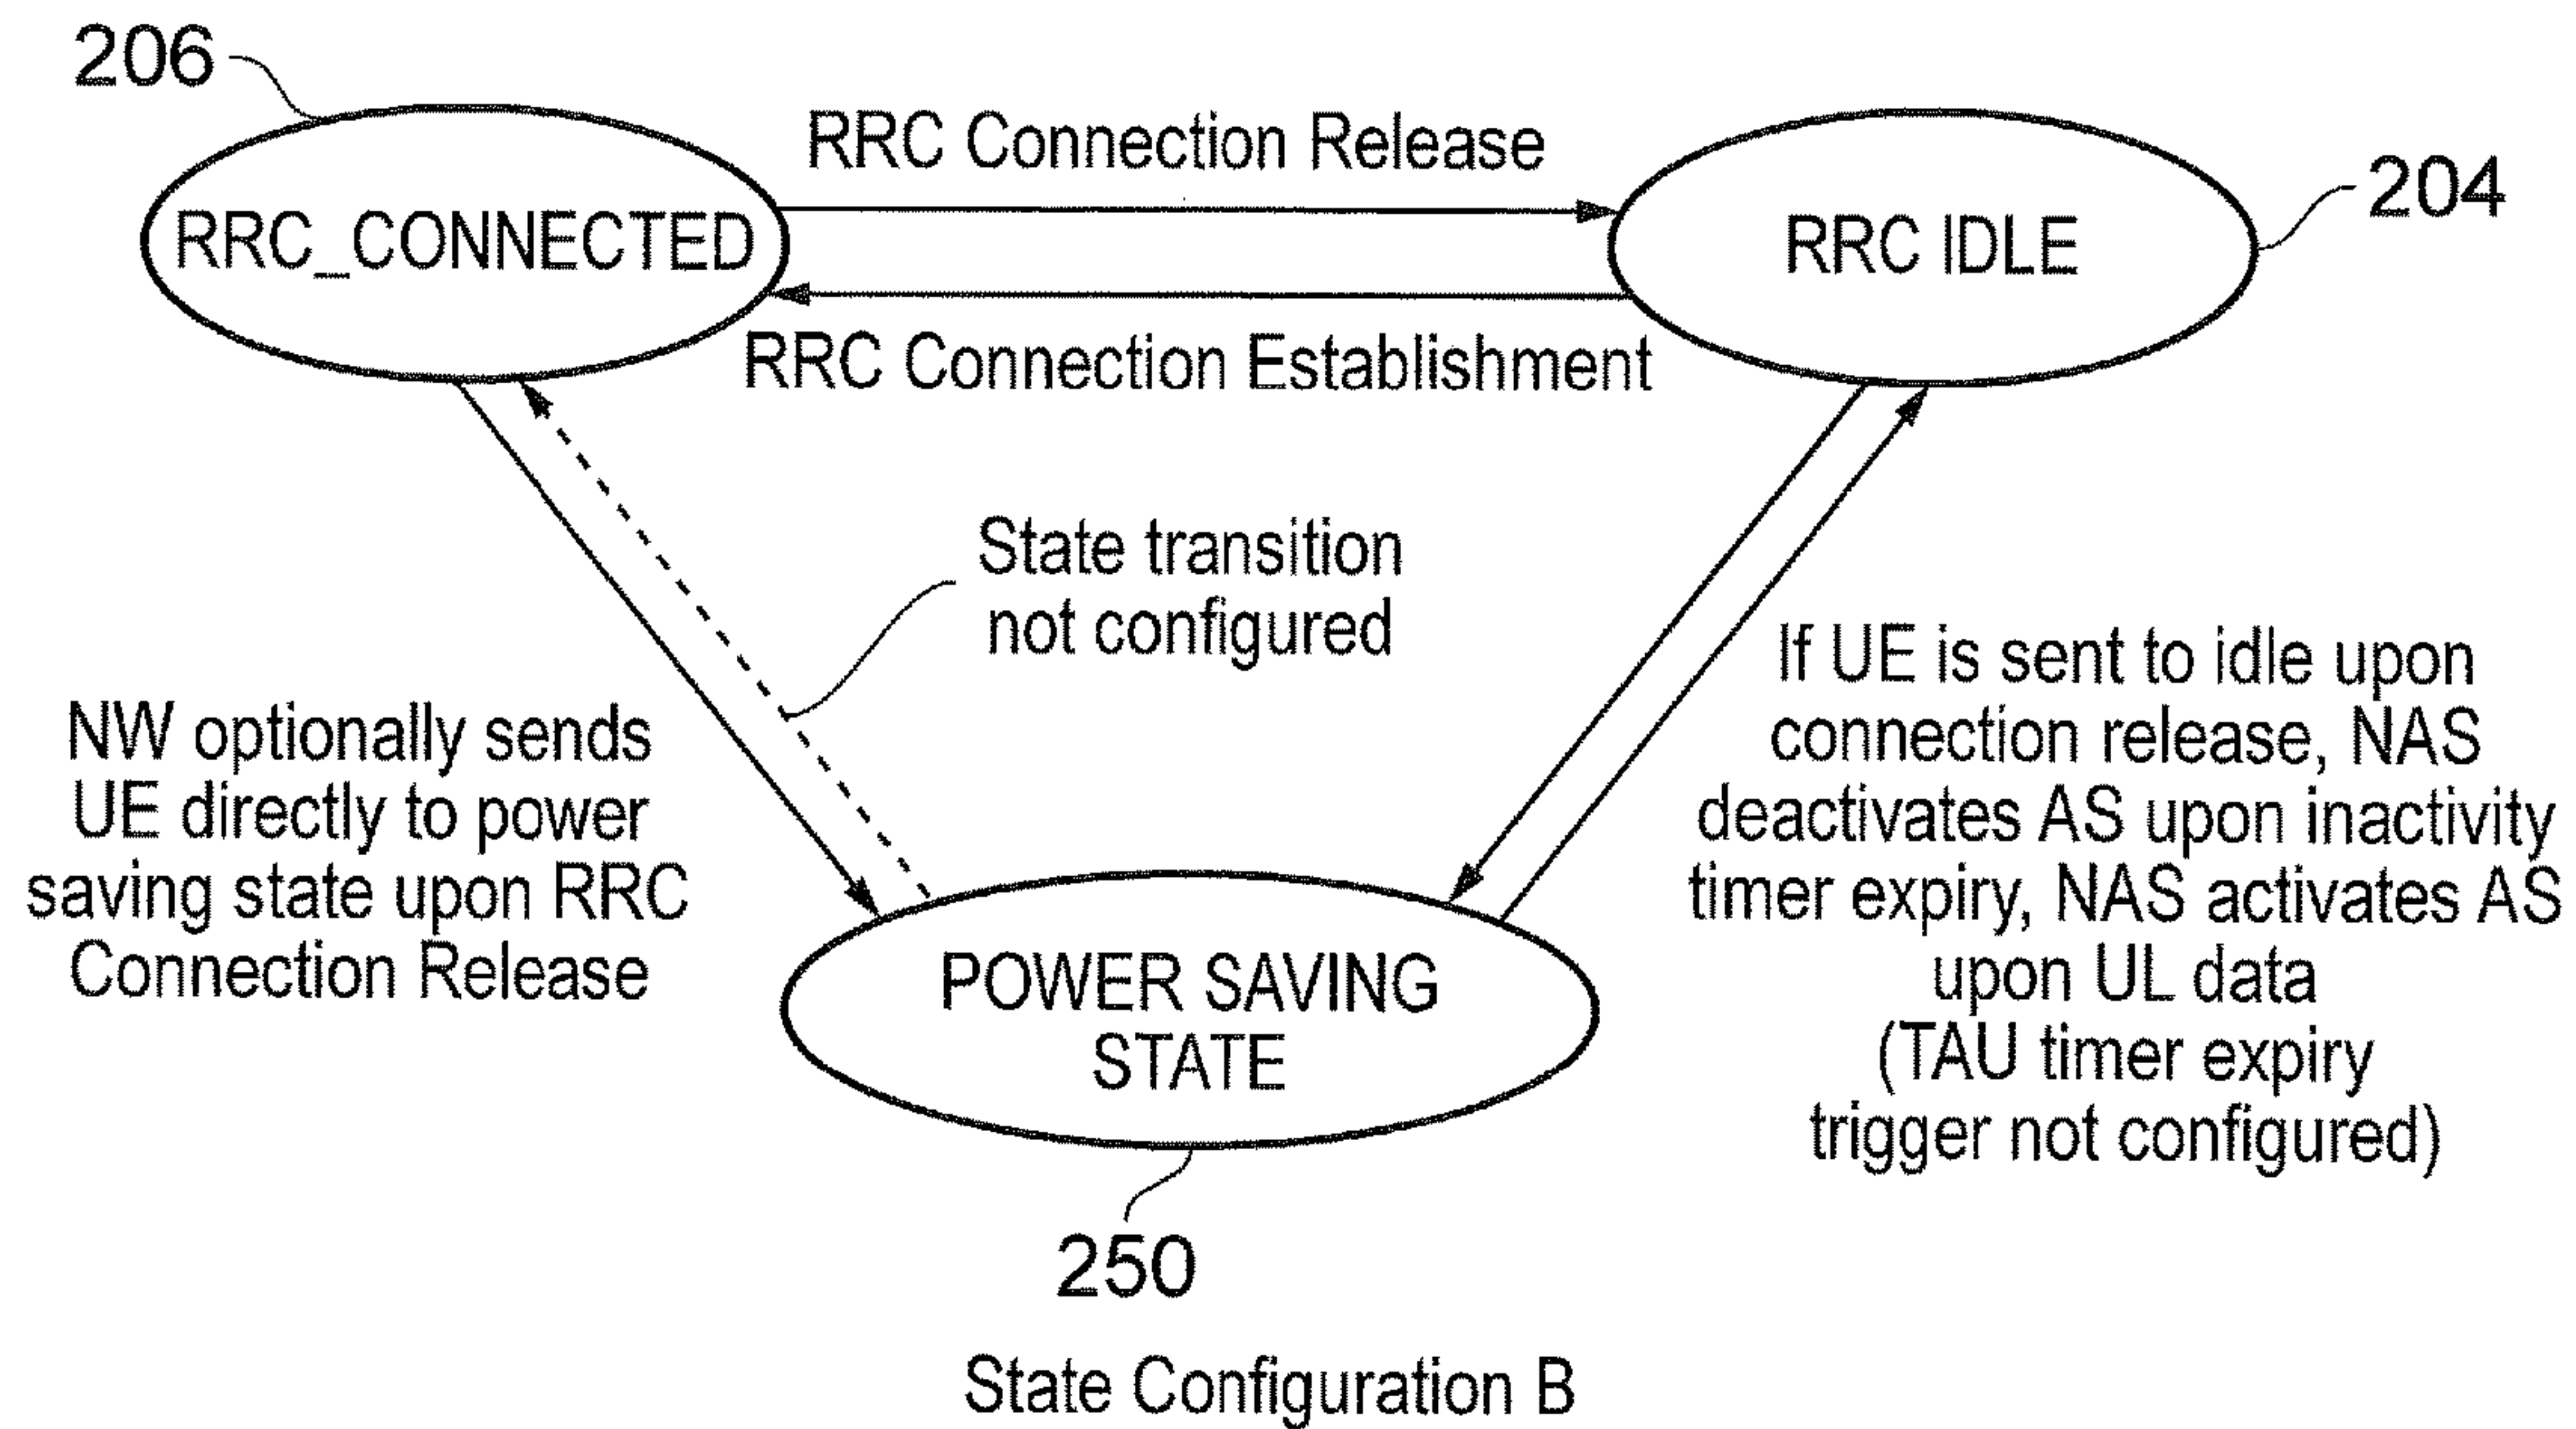 206
RRC Connection Release
204
RRC_CONNECTED
RRC IDLE
RRC Connection Establishment
State transition
not configured
NW optionally sends
UE directly to power
saving state upon RRC
Connection Release
If UE is sent to idle upon
connection release, NAS
deactivates AS upon inactivity
timer expiry, NAS activates AS
upon UL data
(TAU timer expiry
trigger not configured)
POWER SAVING
STATE
250
State Configuration B